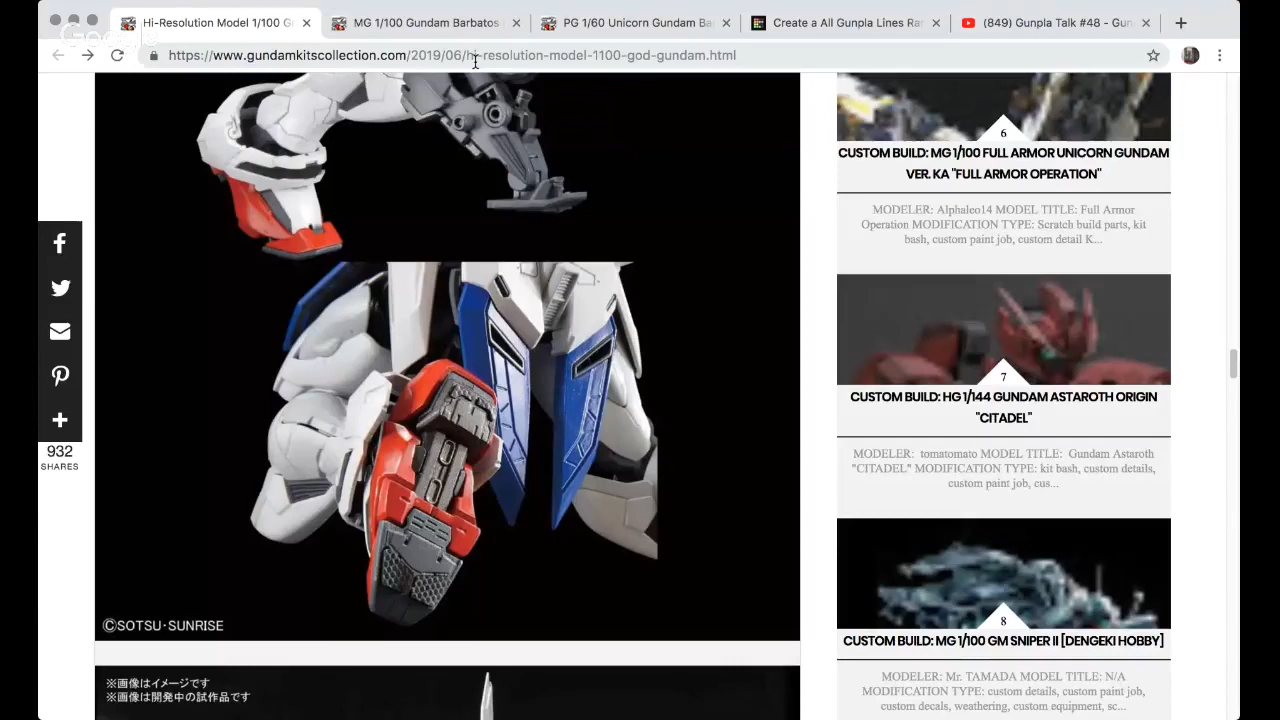 Hi-Resolution Model 1/100 G
MG 1/100 Gundam Barbatos
PG 1/60 Unicorn Gundam Ba
Create a All Gunpla Lines Ra
(849) Gunpla Talk #48 - Gun
Google
https://www.gundamkitscollection.com/2019/06/hi-resolution-model-1100-god-gundam.html
932
SHARES
©SOTSU・SUNRISE
※画像はイメージです
※画像は開発中の試作品です
6
CUSTOM BUILD: MG 1/100 FULL ARMOR UNICORN GUNDAM
VER. KA "FULL ARMOR OPERATION"
MODELER: Alphaleo14 MODEL TITLE: Full Armor
Operation MODIFICATION TYPE: Scratch build parts, kit
bash, custom paint job, custom detail K...
7
CUSTOM BUILD: HG 1/144 GUNDAM ASTAROTH ORIGIN
"CITADEL"
MODELER: tomatomato MODEL TITLE: Gundam Astaroth
"CITADEL" MODIFICATION TYPE: kit bash, custom details,
custom paint job, cus...
8
CUSTOM BUILD: MG 1/100 GM SNIPER II [DENGEKI HOBBY]
MODELER: Mr. TAMADA MODEL TITLE: N/A
MODIFICATION TYPE: custom details, custom paint job,
custom decals, weathering, custom equipment, sc...